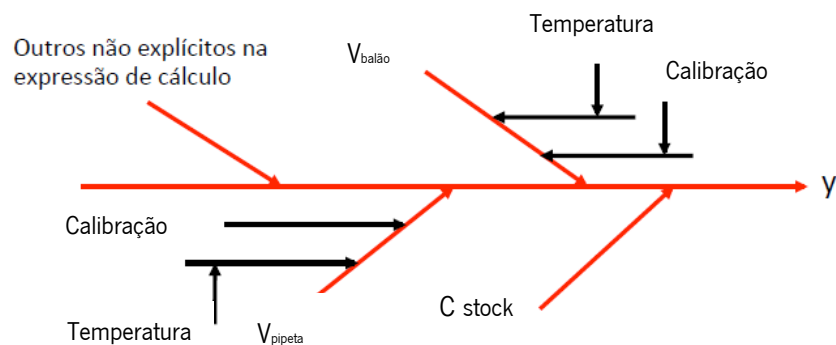 Temperatura
Outros não explícitos na
expressão de cálculo
Vbalão
Calibração
y
Calibração
C stock
Temperatura
Vpipeta